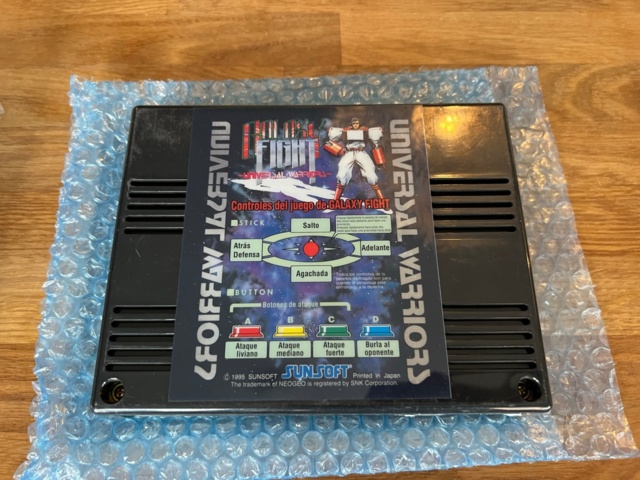 GALAXY
FIGHT
UNIVERSAL WARRIORS
Controles del juego de GALAXY FIGHT
STICK
Salto
Atrás
Defensa
Adelante
Agachada
BUTTON
Botones de ataque
A B C D
Ataque
liviano
Ataque
mediano
Ataque
fuerte
Burla al
oponente
© 1995 SUNSOFT SUNSOFT Printed in Japan
The trademark of NEOGEO is registered by SNK Corporation.
UNIVERSAL WARRIORS
UNIVERSAL WARRIORS